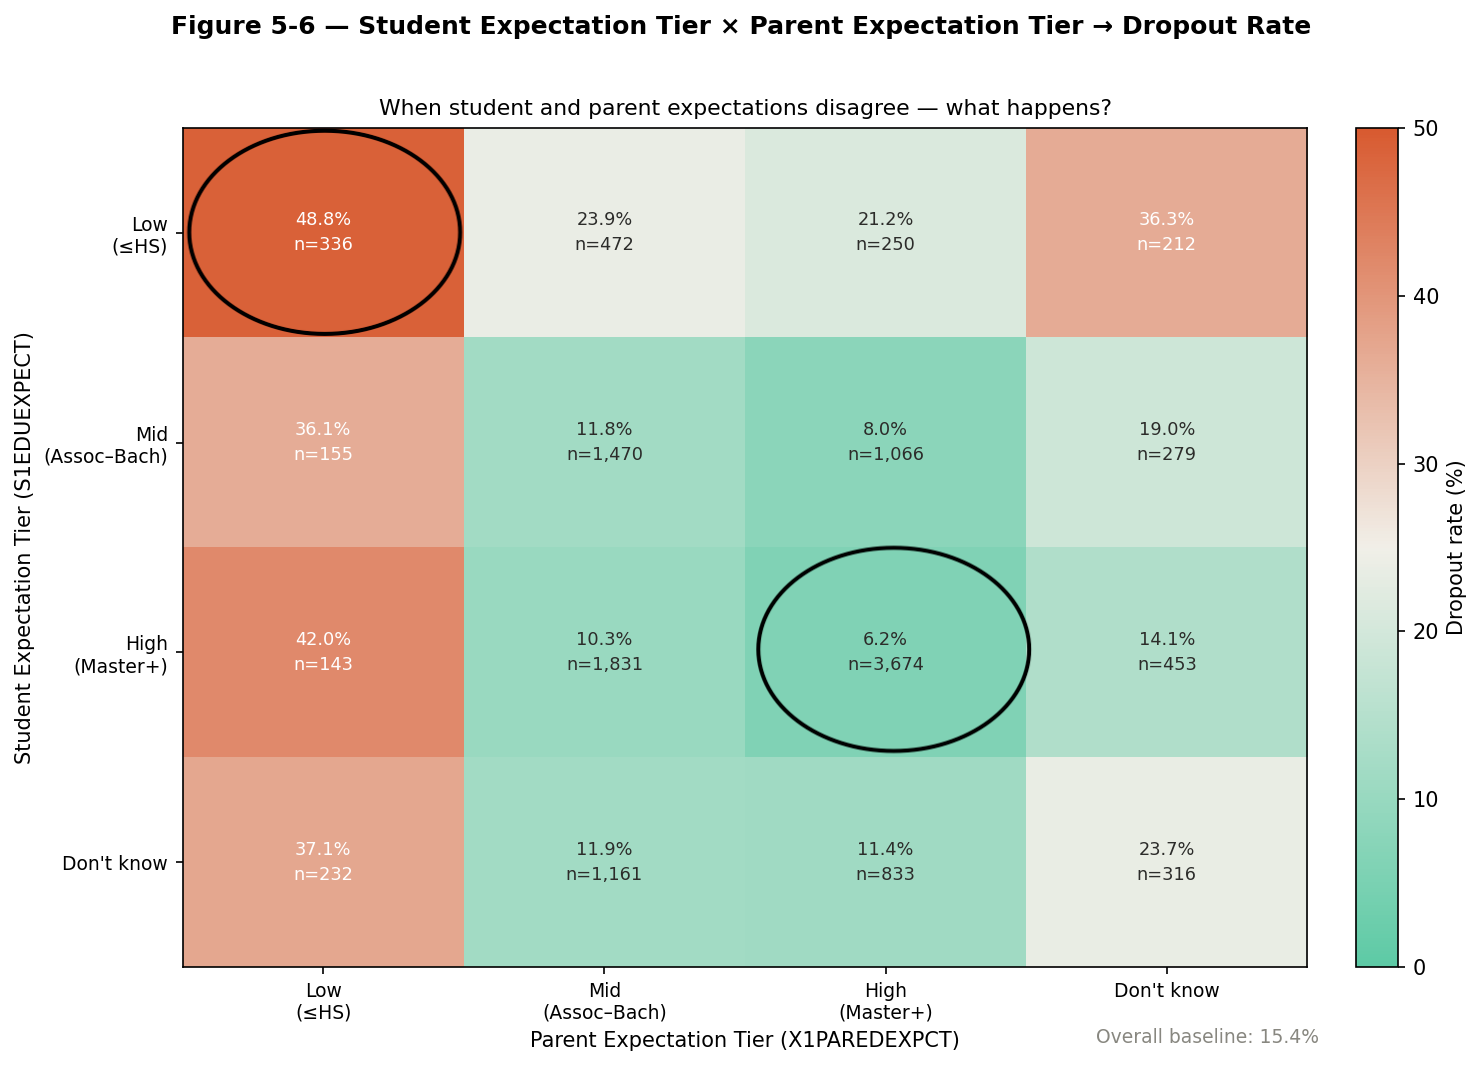 Figure 5-6 — Student Expectation Tier × Parent Expectation Tier → Dropout Rate
When student and parent expectations disagree — what happens?
Student Expectation Tier (S1EDUEXPECT)
Low
(≤HS)
48.8%
n=336
23.9%
n=472
21.2%
n=250
36.3%
n=212
Mid
(Assoc–Bach)
36.1%
n=155
11.8%
n=1,470
8.0%
n=1,066
19.0%
n=279
High
(Master+)
42.0%
n=143
10.3%
n=1,831
6.2%
n=3,674
14.1%
n=453
Don't know
37.1%
n=232
11.9%
n=1,161
11.4%
n=833
23.7%
n=316
Low
(≤HS)
Mid
(Assoc–Bach)
High
(Master+)
Don't know
Parent Expectation Tier (X1PAREDEXPCT)
Overall baseline: 15.4%
50
40
30
20
10
0
Dropout rate (%)